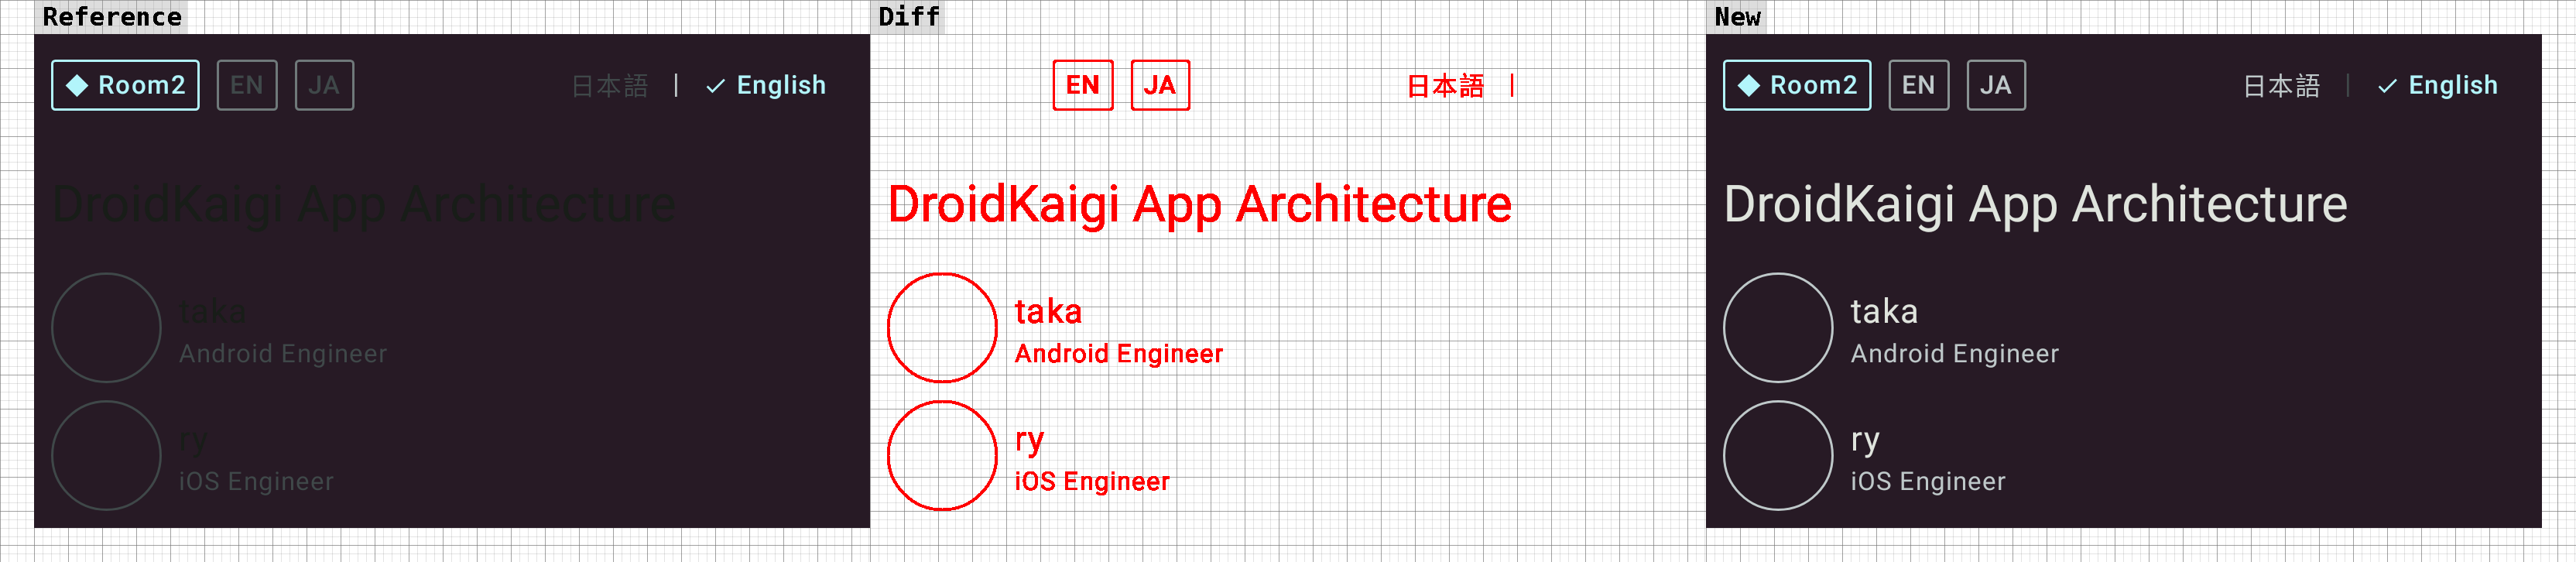 Reference
Room2 EN JA 日本語 | English
DroidKaigi App Architecture
taka
Android Engineer
ry
iOS Engineer
Diff
EN JA 日本語 |
DroidKaigi App Architecture
taka
Android Engineer
ry
iOS Engineer
New
Room2 EN JA 日本語 | English
DroidKaigi App Architecture
taka
Android Engineer
ry
iOS Engineer